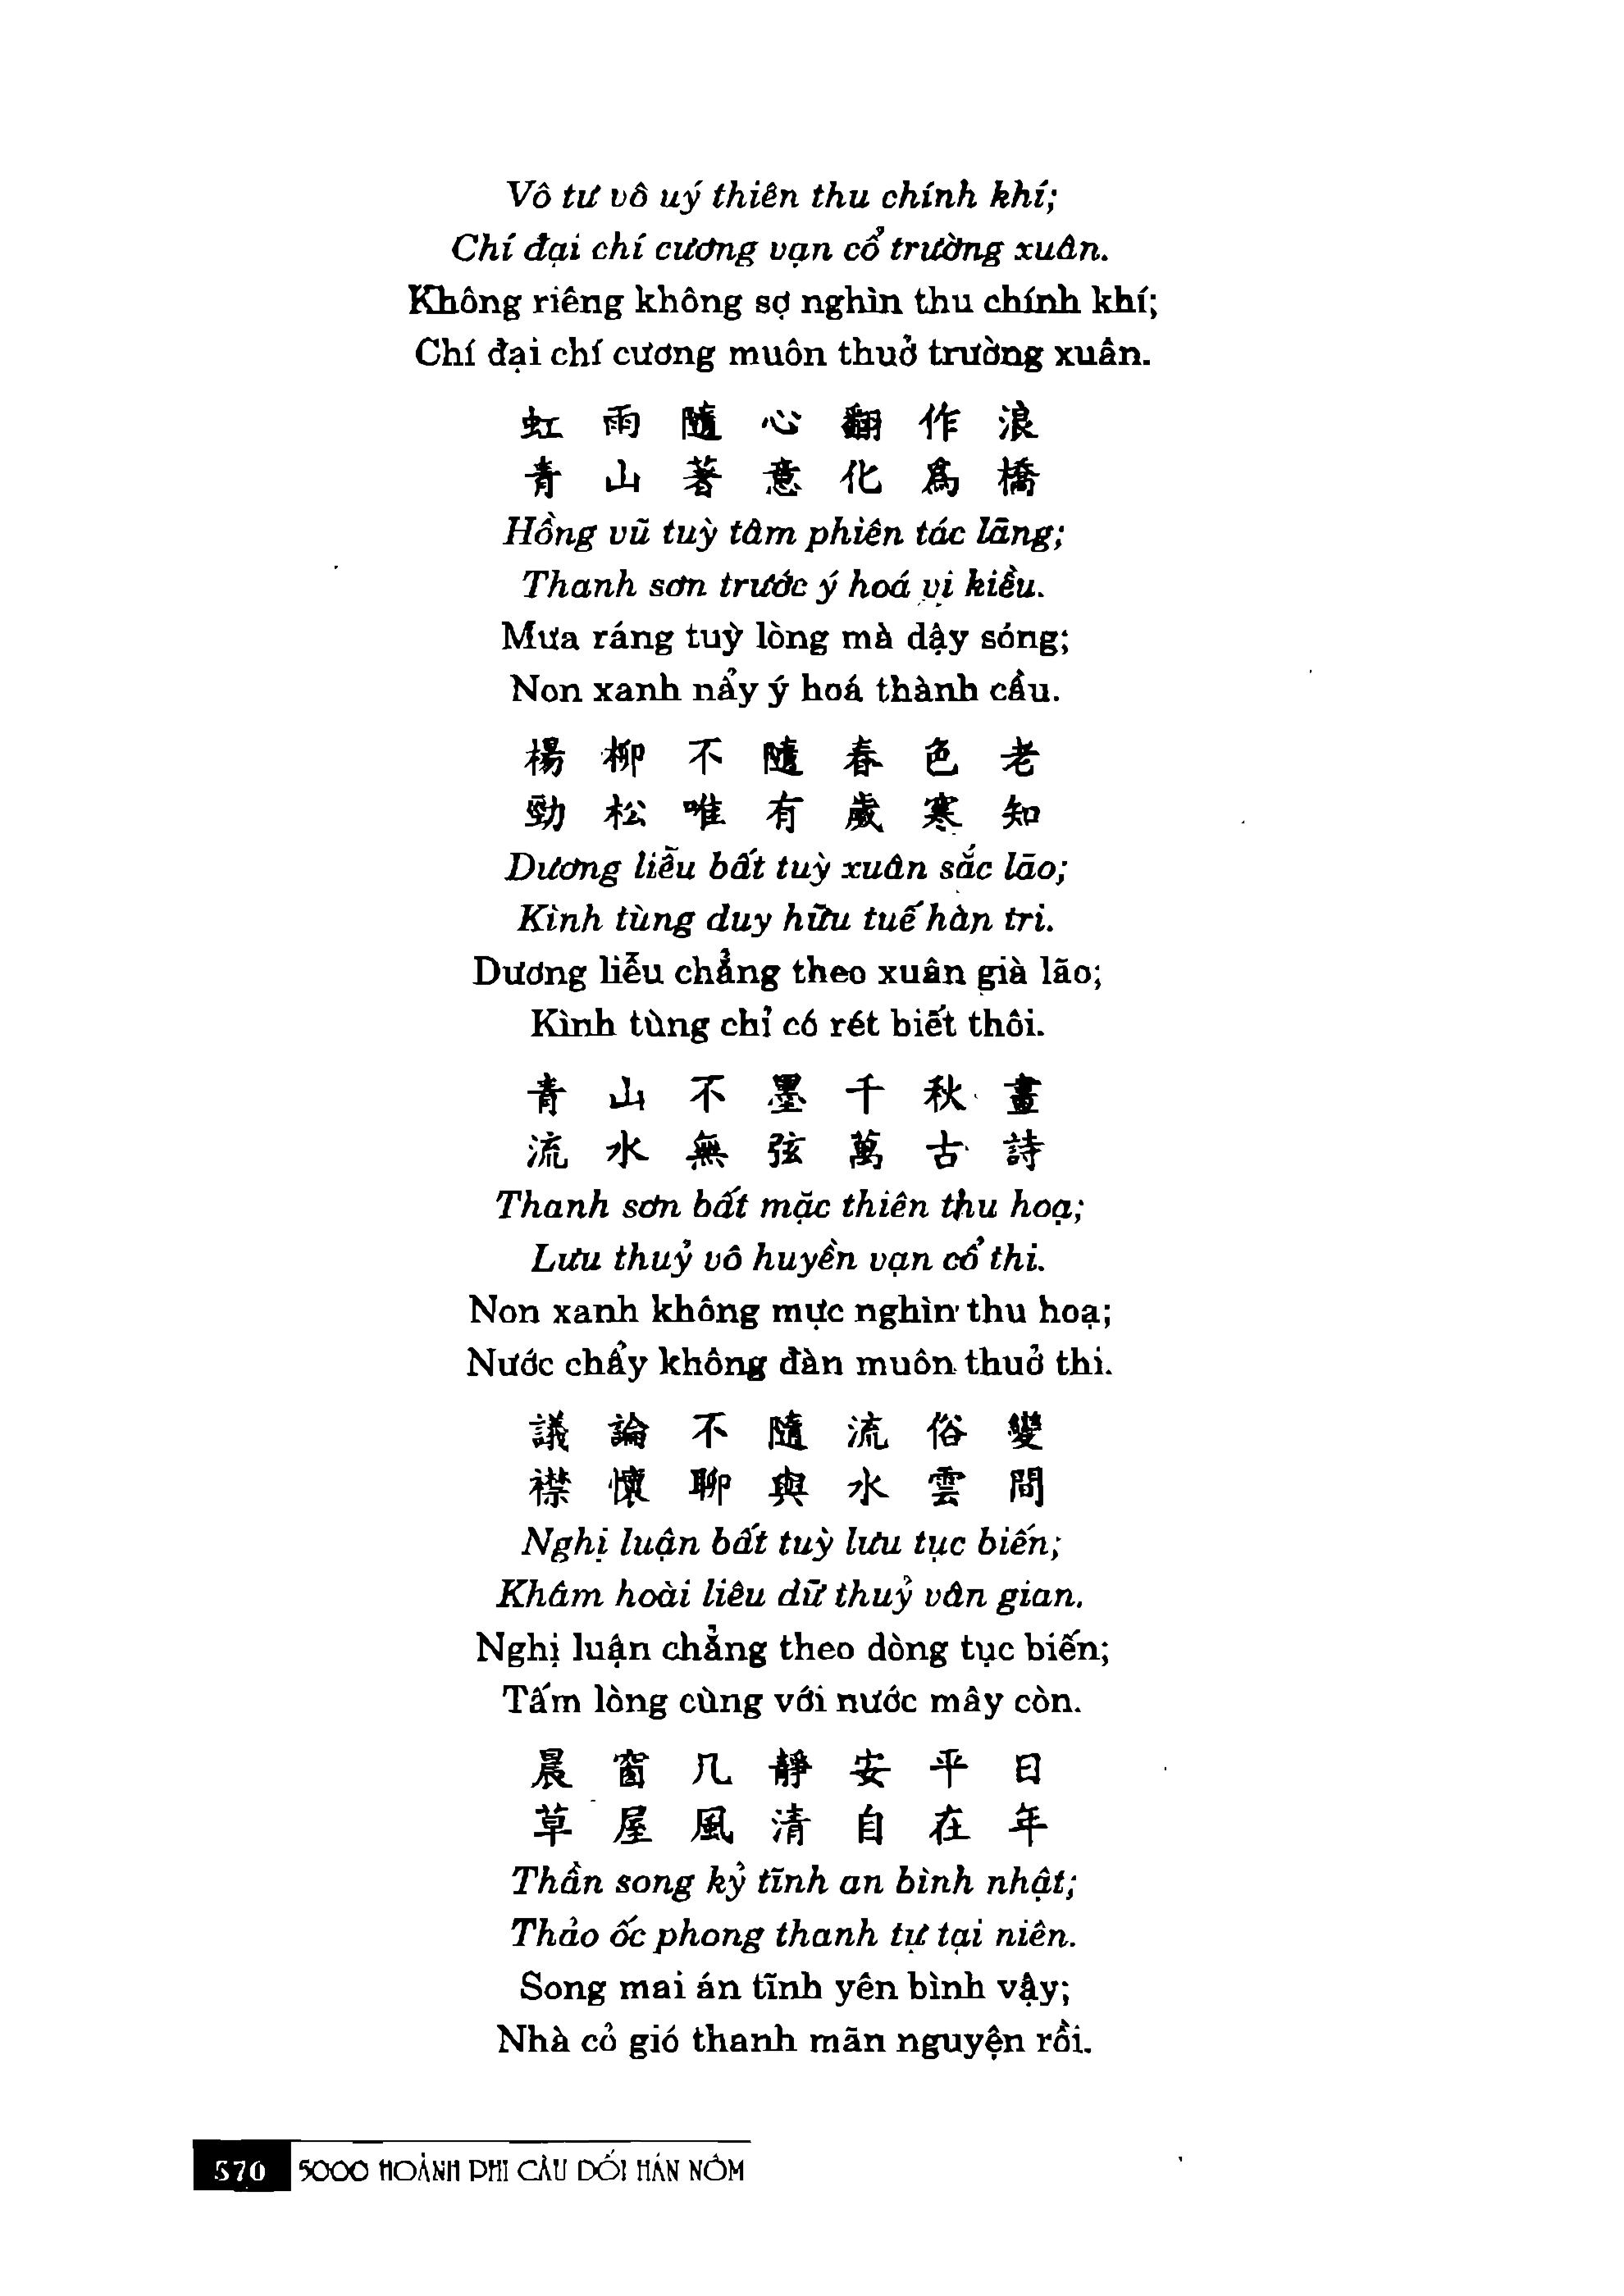 Vô tư vô uý thiên thu chính khí;
Chí đại chí cương vạn cổ trường xuân.
Không riêng không sợ nghìn thu chính khí;
Chí đại chí cương muôn thuở trường xuân.
虹雨隨心翻作浪
青山著意化為橋
Hồng vũ tuỳ tâm phiên tác lãng;
Thanh sơn trước ý hoá vi kiều.
Mưa ráng tuỳ lòng mà dậy sóng;
Non xanh nẩy ý hoá thành cầu.
楊柳不隨春色老
勁松唯有歲寒知
Dương liễu bất tuỳ xuân sắc lão;
Kình tùng duy hữu tuế hàn tri.
Dương liễu chẳng theo xuân già lão;
Kình tùng chỉ có rét biết thôi.
青山不墨千秋畫
流水無弦萬古詩
Thanh sơn bất mặc thiên thu hoạ;
Lưu thuỷ vô huyền vạn cổ thi.
Non xanh không mực nghìn thu hoạ;
Nước chẩy không đàn muôn thuở thi.
議論不隨流俗變
襟懷聊與水雲間
Nghị luận bất tuỳ lưu tục biến;
Khâm hoài liêu dữ thuỷ vân gian.
Nghị luận chẳng theo dòng tục biến;
Tấm lòng cùng với nước mây còn.
晨窗几靜安平日
草屋風清自在年
Thần song kỷ tĩnh an bình nhật;
Thảo ốc phong thanh tự tại niên.
Song mai án tĩnh yên bình vậy;
Nhà cỏ gió thanh mãn nguyện rồi.
570 5000 HOÀNH PHI CÂU ĐỐI HÁN NÔM